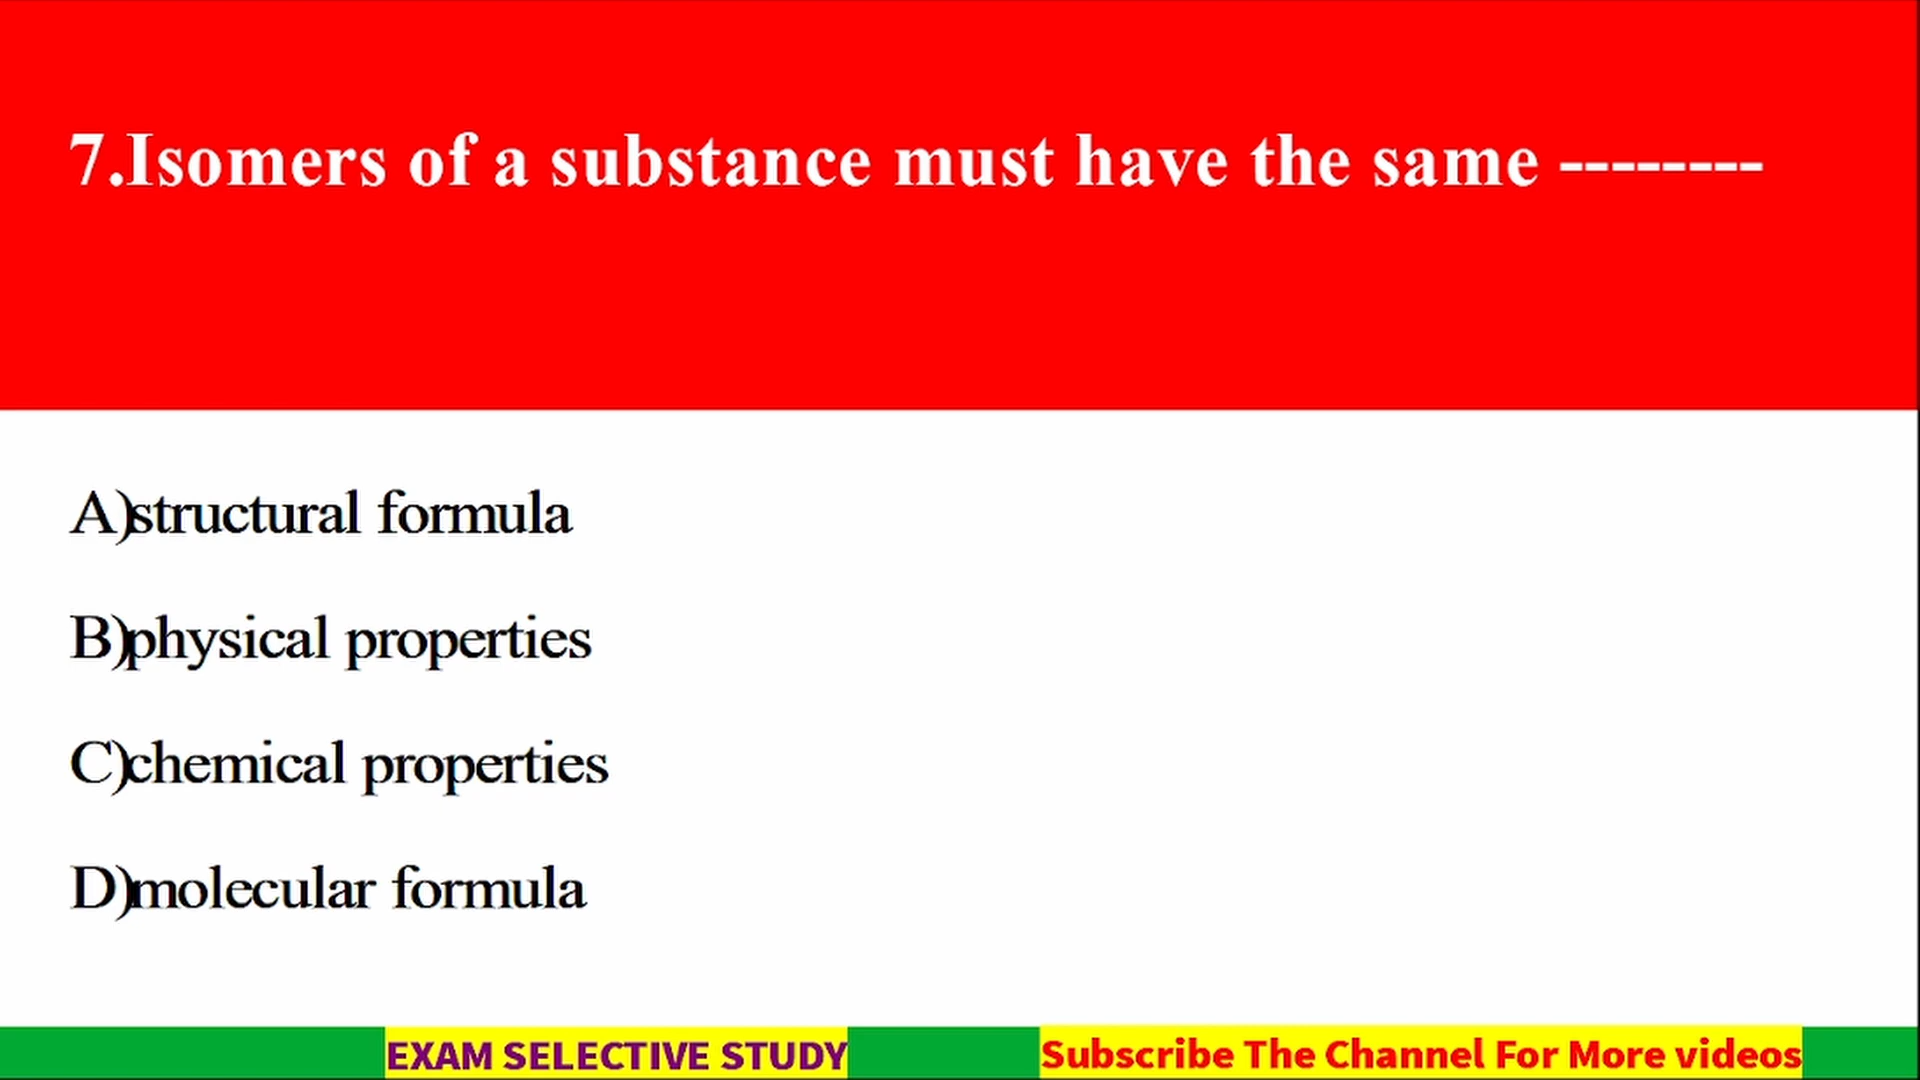 7.Isomers of a substance must have the same --------
A)structural formula
B)physical properties
C)chemical properties
D)molecular formula
EXAM SELECTIVE STUDY
Subscribe The Channel For More videos